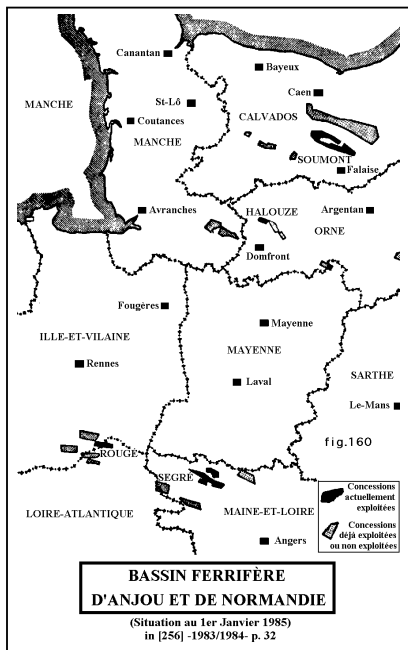 Canantan
Bayeux
Caen
MANCHE
St-Lô
CALVADOS
Coutances
MANCHE
SOUMONT
Falaise
Avranches
HALOUZE
Argentan
ORNE
Domfront
Fougéres
Mayenne
ILLE-ET-VILAINE
MAYENNE
Rennes
SARTHE
Laval
Le-Mans
fig.160
ROUGÉ
SEGRÉ
Concessions
actuellement
exploitées
LOIRE-ATLANTIQUE
MAINE-ET-LOIRE
Concessions
déjà exploitées
ou non exploitées
Angers
BASSIN FERRIFÈRE
D'ANJOU ET DE NORMANDIE
(Situation au 1er Janvier 1985)
in [256] -1983/1984- p. 32